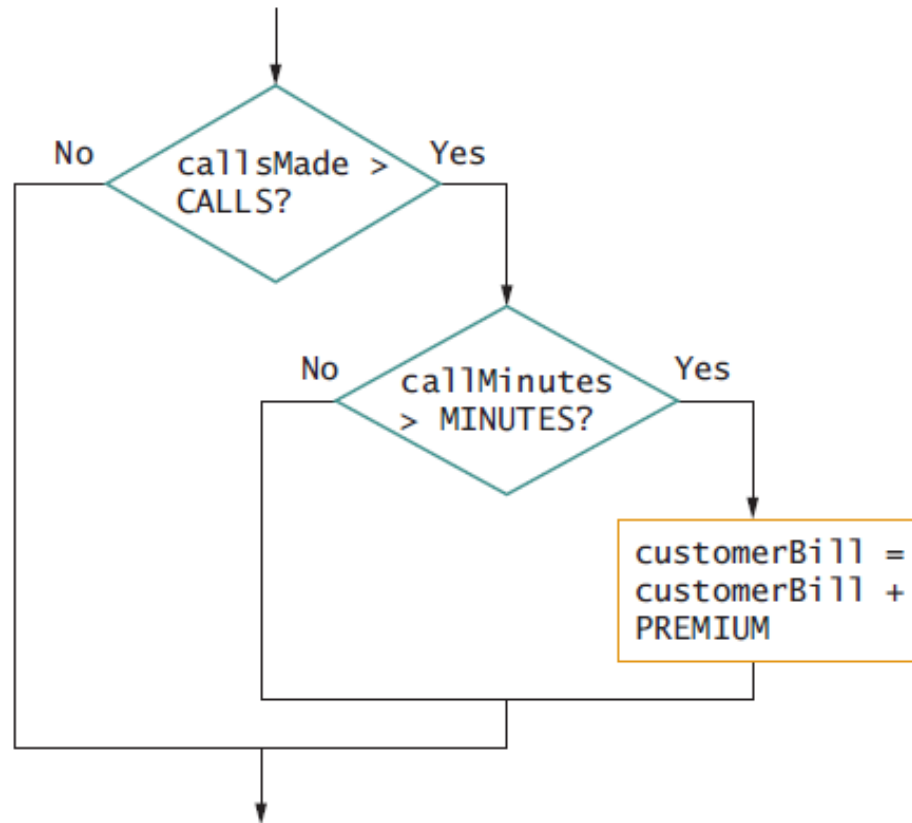 No
callsMade >
CALLS?
Yes
No
callMinutes
> MINUTES?
Yes
customerBill =
customerBill +
PREMIUM